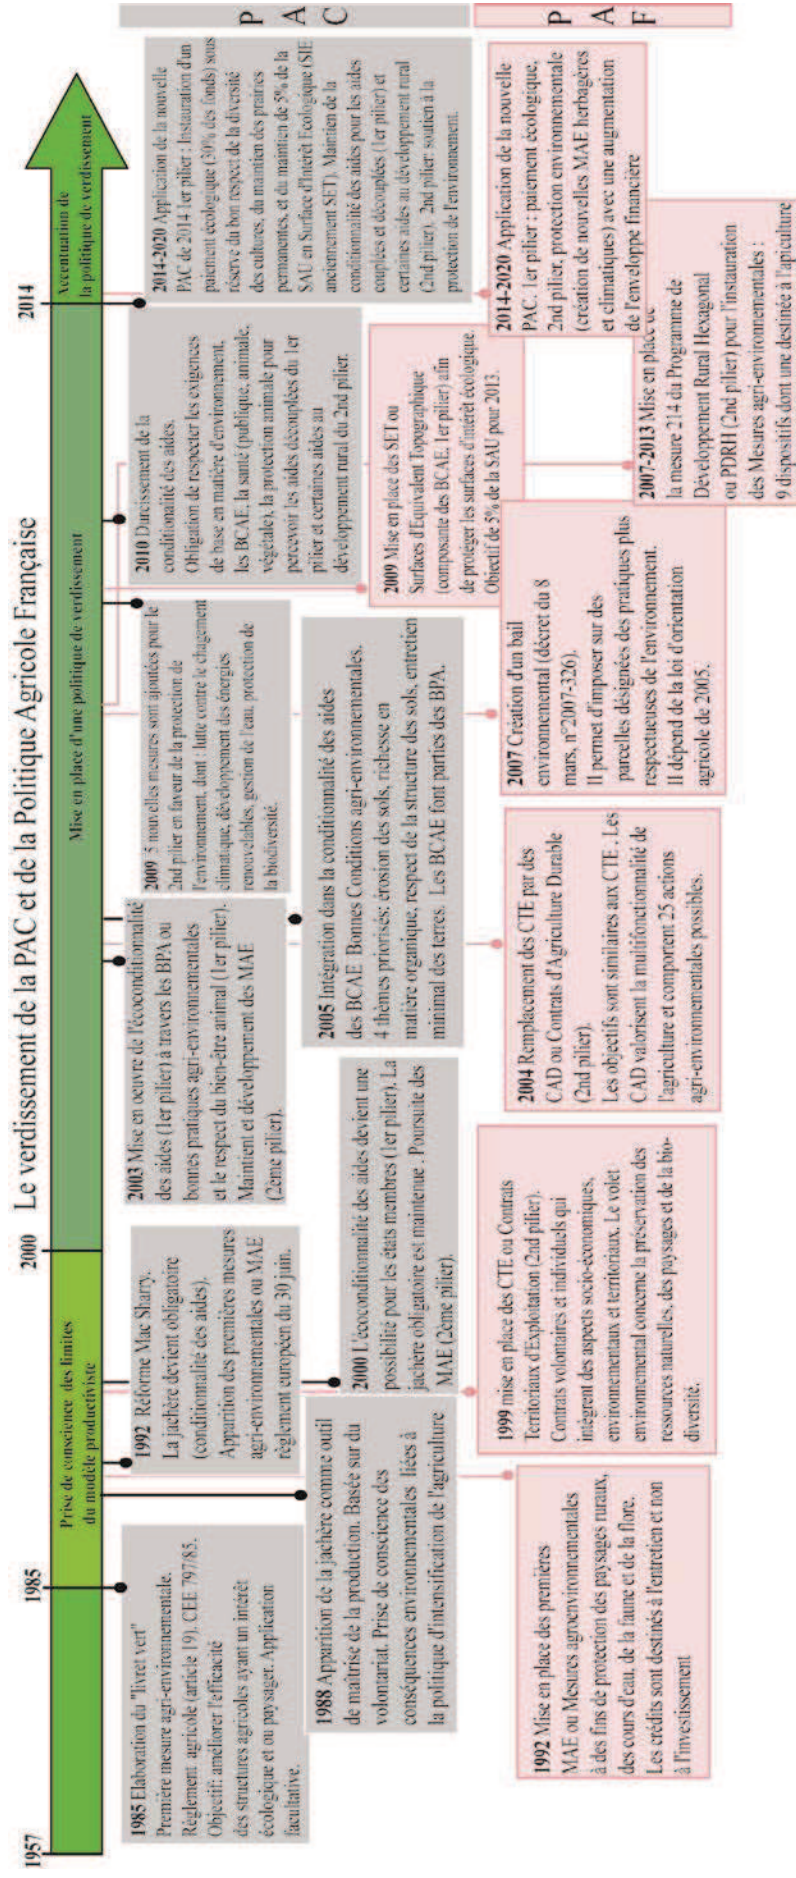 Le verdissement de la PAC et de la Politique Agricole Française
1957
1985
2000
2014
Prise de conscience des limites
du modèle productiviste
Mise en place d'une politique de verdissement
Accentuation de
la politique de verdissement
P A C
1985 Elaboration du "livret vert"
Première mesure agri-environnementale.
Règlement agricole (article 19). CEE 797/85.
Objectif: améliorer l'efficacité
des structures agricoles ayant un intérêt
écologique et ou paysager. Application
facultative.
1988 Apparition de la jachère comme outil
de maîtrise de la production. Basée sur du
volontariat. Prise de conscience des
conséquences environnementales liées à
la politique d'intensification de l'agriculture
1992 Réforme Mac Sharry.
La jachère devient obligatoire
(conditionnalité des aides).
Apparition des premières mesures
agri-environnementales ou MAE
règlement européen du 30 juin.
2000 L'écoconditionnalité des aides devient une
possibilité pour les états membres (1er pilier). La
jachère obligatoire est maintenue . Poursuite des
MAE (2ème pilier).
2003 Mise en oeuvre de l'écoconditionnalité
des aides (1er pilier) à travers les BPA ou
bonnes pratiques agri-environnementales
et le respect du bien-être animal (1er pilier).
Maintient et développement des MAE
(2ème pilier).
2005 Intégration dans la conditionnalité des aides
des BCAE Bonnes Conditions agri-environnementales.
4 thèmes priorisés: érosion des sols, richesse en
matière organique, respect de la structure des sols, entretien
minimal des terres. Les BCAE font parties des BPA.
2009 5 nouvelles mesures sont ajoutées pour le
2nd pilier en faveur de la protection de
l'environnement, dont : lutte contre le chagement
climatique, développement des énergies
renouvelables, gestion de l'eau, protection de
la biodiversité.
2010 Durcissement de la
conditionalité des aides.
Obligation de respecter les exigences
de base en matière d'environnement,
les BCAE, la santé (publique, animale,
végétale), la protection animale pour
percevoir les aides découplées du 1er
pilier et certaines aides au
développement rural du 2nd pilier.
2014-2020 Application de la nouvelle
PAC de 2014 1er pilier : Instauration d'un
paiement écologique (30% des fonds) sous
réserve du bon respect de la diversité
des cultures, du maintien des prairies
permanentes, et du maintien de 5% de la
SAU en Surface d'Intérêt Ecologique (SIE
anciennement SET). Maintien de la
conditionnalité des aides pour les aides
couplées et découplées (1er pilier) et
certaines aides au développement rural
(2nd pilier). 2nd pilier: soutien à la
protection de l'environnement.
P A F
1992 Mise en place des premières
MAE ou Mesures agroenvironnementales
à des fins de protection des paysages ruraux,
des cours d'eau, de la faune et de la flore.
Les crédits sont destinés à l'entretien et non
à l'investissement
1999 mise en place des CTE ou Contrats
Territoriaux d'Exploitation (2nd pilier).
Contrats volontaires et individuels qui
intègrent des aspects socio-économiques,
environnementaux et territoriaux. Le volet
environnemental concerne la préservation des
ressources naturelles, des paysages et de la bio-
diversité.
2004 Remplacement des CTE par des
CAD ou Contrats d'Agriculture Durable
(2nd pilier).
Les objectifs sont similaires aux CTE . Les
CAD valorisent la multifonctionnalité de
l'agriculture et comportent 25 actions
agri-environnementales possibles.
2007 Création d'un bail
environnemental (décret du 8
mars, n°2007-326).
Il permet d'imposer sur des
parcelles désignées des pratiques plus
respectueuses de l'environnement.
Il dépend de la loi d'orientation
agricole de 2005.
2009 Mise en place des SET ou
Surfaces d'Equivalent Topographique
(composante des BCAE, 1er pilier) afin
de protéger les surfaces d'intérêt écologique.
Objectif de 5% de la SAU pour 2013.
2007-2013 Mise en place de
la mesure 214 du Programme de
Développement Rural Hexagonal
ou PDRH (2nd pilier) pour l'instauration
des Mesures agri-environnementales :
9 dispositifs dont une destinée à l'apiculture
2014-2020 Application de la nouvelle
PAC. 1er pilier : paiement écologique,
2nd pilier, protection environnementale
(création de nouvelles MAE herbagères
et climatiques) avec une augmentation
de l'enveloppe financière